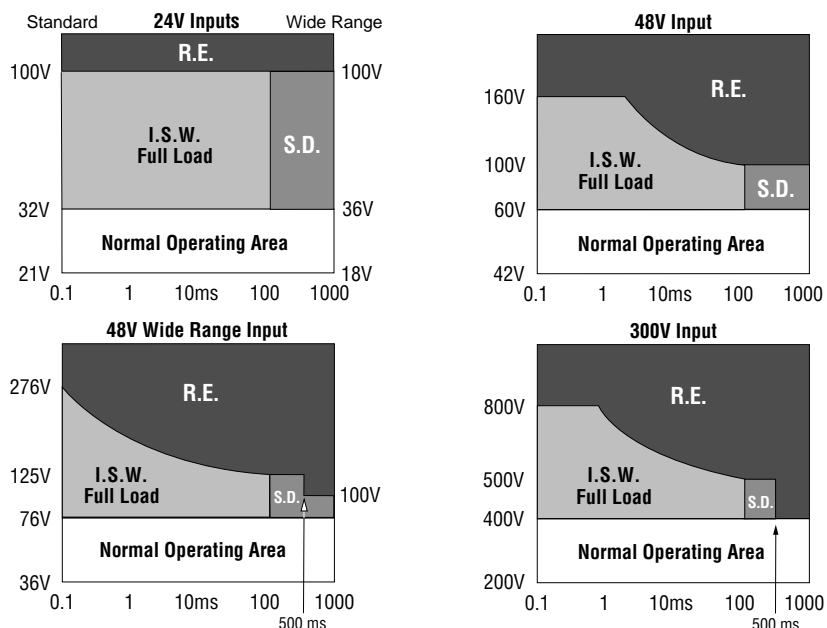 Standard 24V Inputs Wide Range
R.E.
100V 100V
I.S.W.
Full Load
S.D.
32V 36V
Normal Operating Area
21V 18V
0.1 1 10ms 100 1000
48V Input
R.E.
160V
I.S.W.
Full Load
100V
S.D.
60V
Normal Operating Area
42V
0.1 1 10ms 100 1000
48V Wide Range Input
276V
R.E.
125V
I.S.W.
Full Load
S.D.
100V
76V
Normal Operating Area
36V
0.1 1 10ms 100 1000
500 ms
300V Input
800V
R.E.
500V
I.S.W.
Full Load
S.D.
400V
Normal Operating Area
200V
0.1 1 10ms 100 1000
500 ms